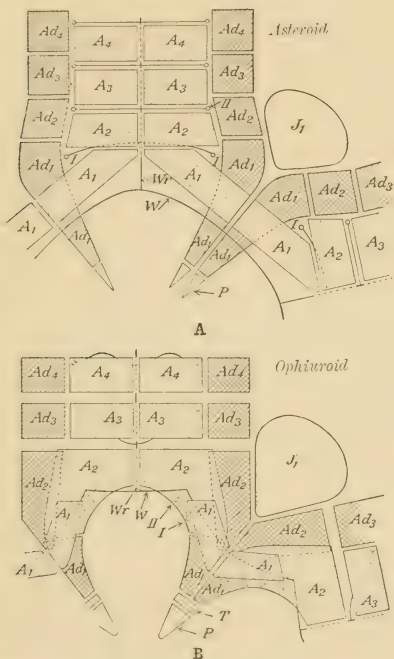 Asteroid
Ad4 A4 A4 Ad4
Ad3 A3 A3 Ad3
II
Ad2 A2 A2 Ad2
J1
I I
Ad1 A1 Wr A1 Ad1 Ad1 Ad2 Ad3
W
A1 Ad1 Ad1 Ad1 A1 I A2 A3
P
A
Ophiuroid
Ad4 A4 A4 Ad4
Ad3 A3 A3 Ad3
J1
Ad2 A2 A2 Ad2
Wr W II I
A1 A1 Ad2 Ad3
A1 Ad1 Ad1 A1 A2 A3
T
P
B